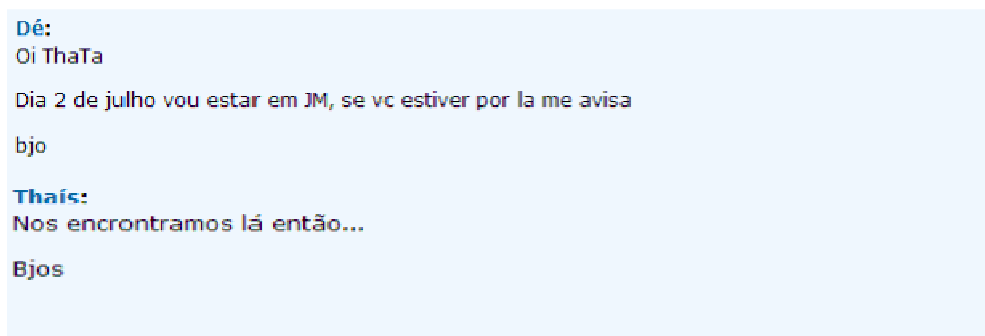 Dé:
Oi ThaTa
Dia 2 de julho vou estar em JM, se vc estiver por la me avisa
bjo
Thaís:
Nos encrontramos lá então...
Bjos